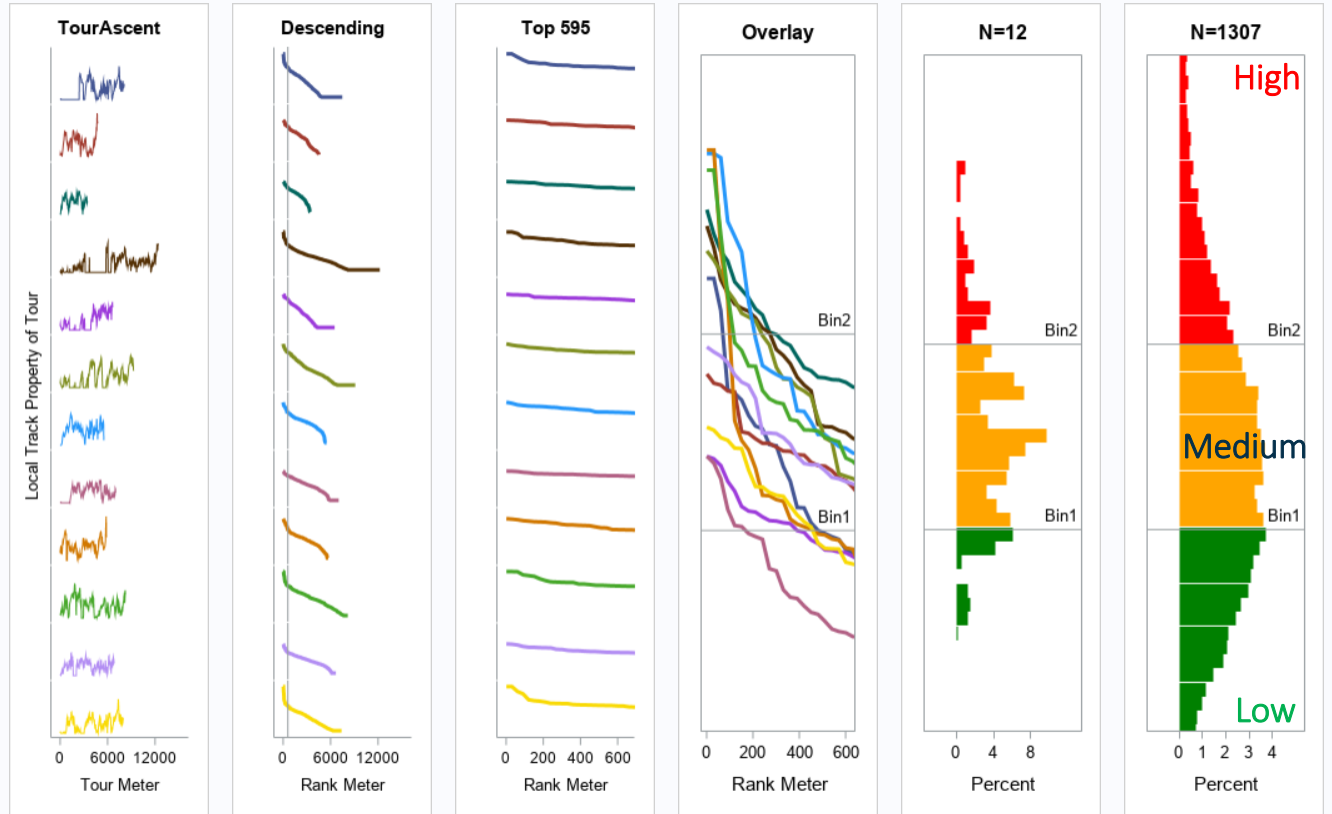 TourAscent
Descending
Top 595
Overlay
N=12
N=1307
Local Track Property of Tour
High
Medium
Low
Bin2
Bin1
Bin2
Bin1
Bin2
Bin1
0 6000 12000
0 6000 12000
0 200 400 600
0 200 400 600
0 4 8
0 1 2 3 4
Tour Meter
Rank Meter
Rank Meter
Rank Meter
Percent
Percent